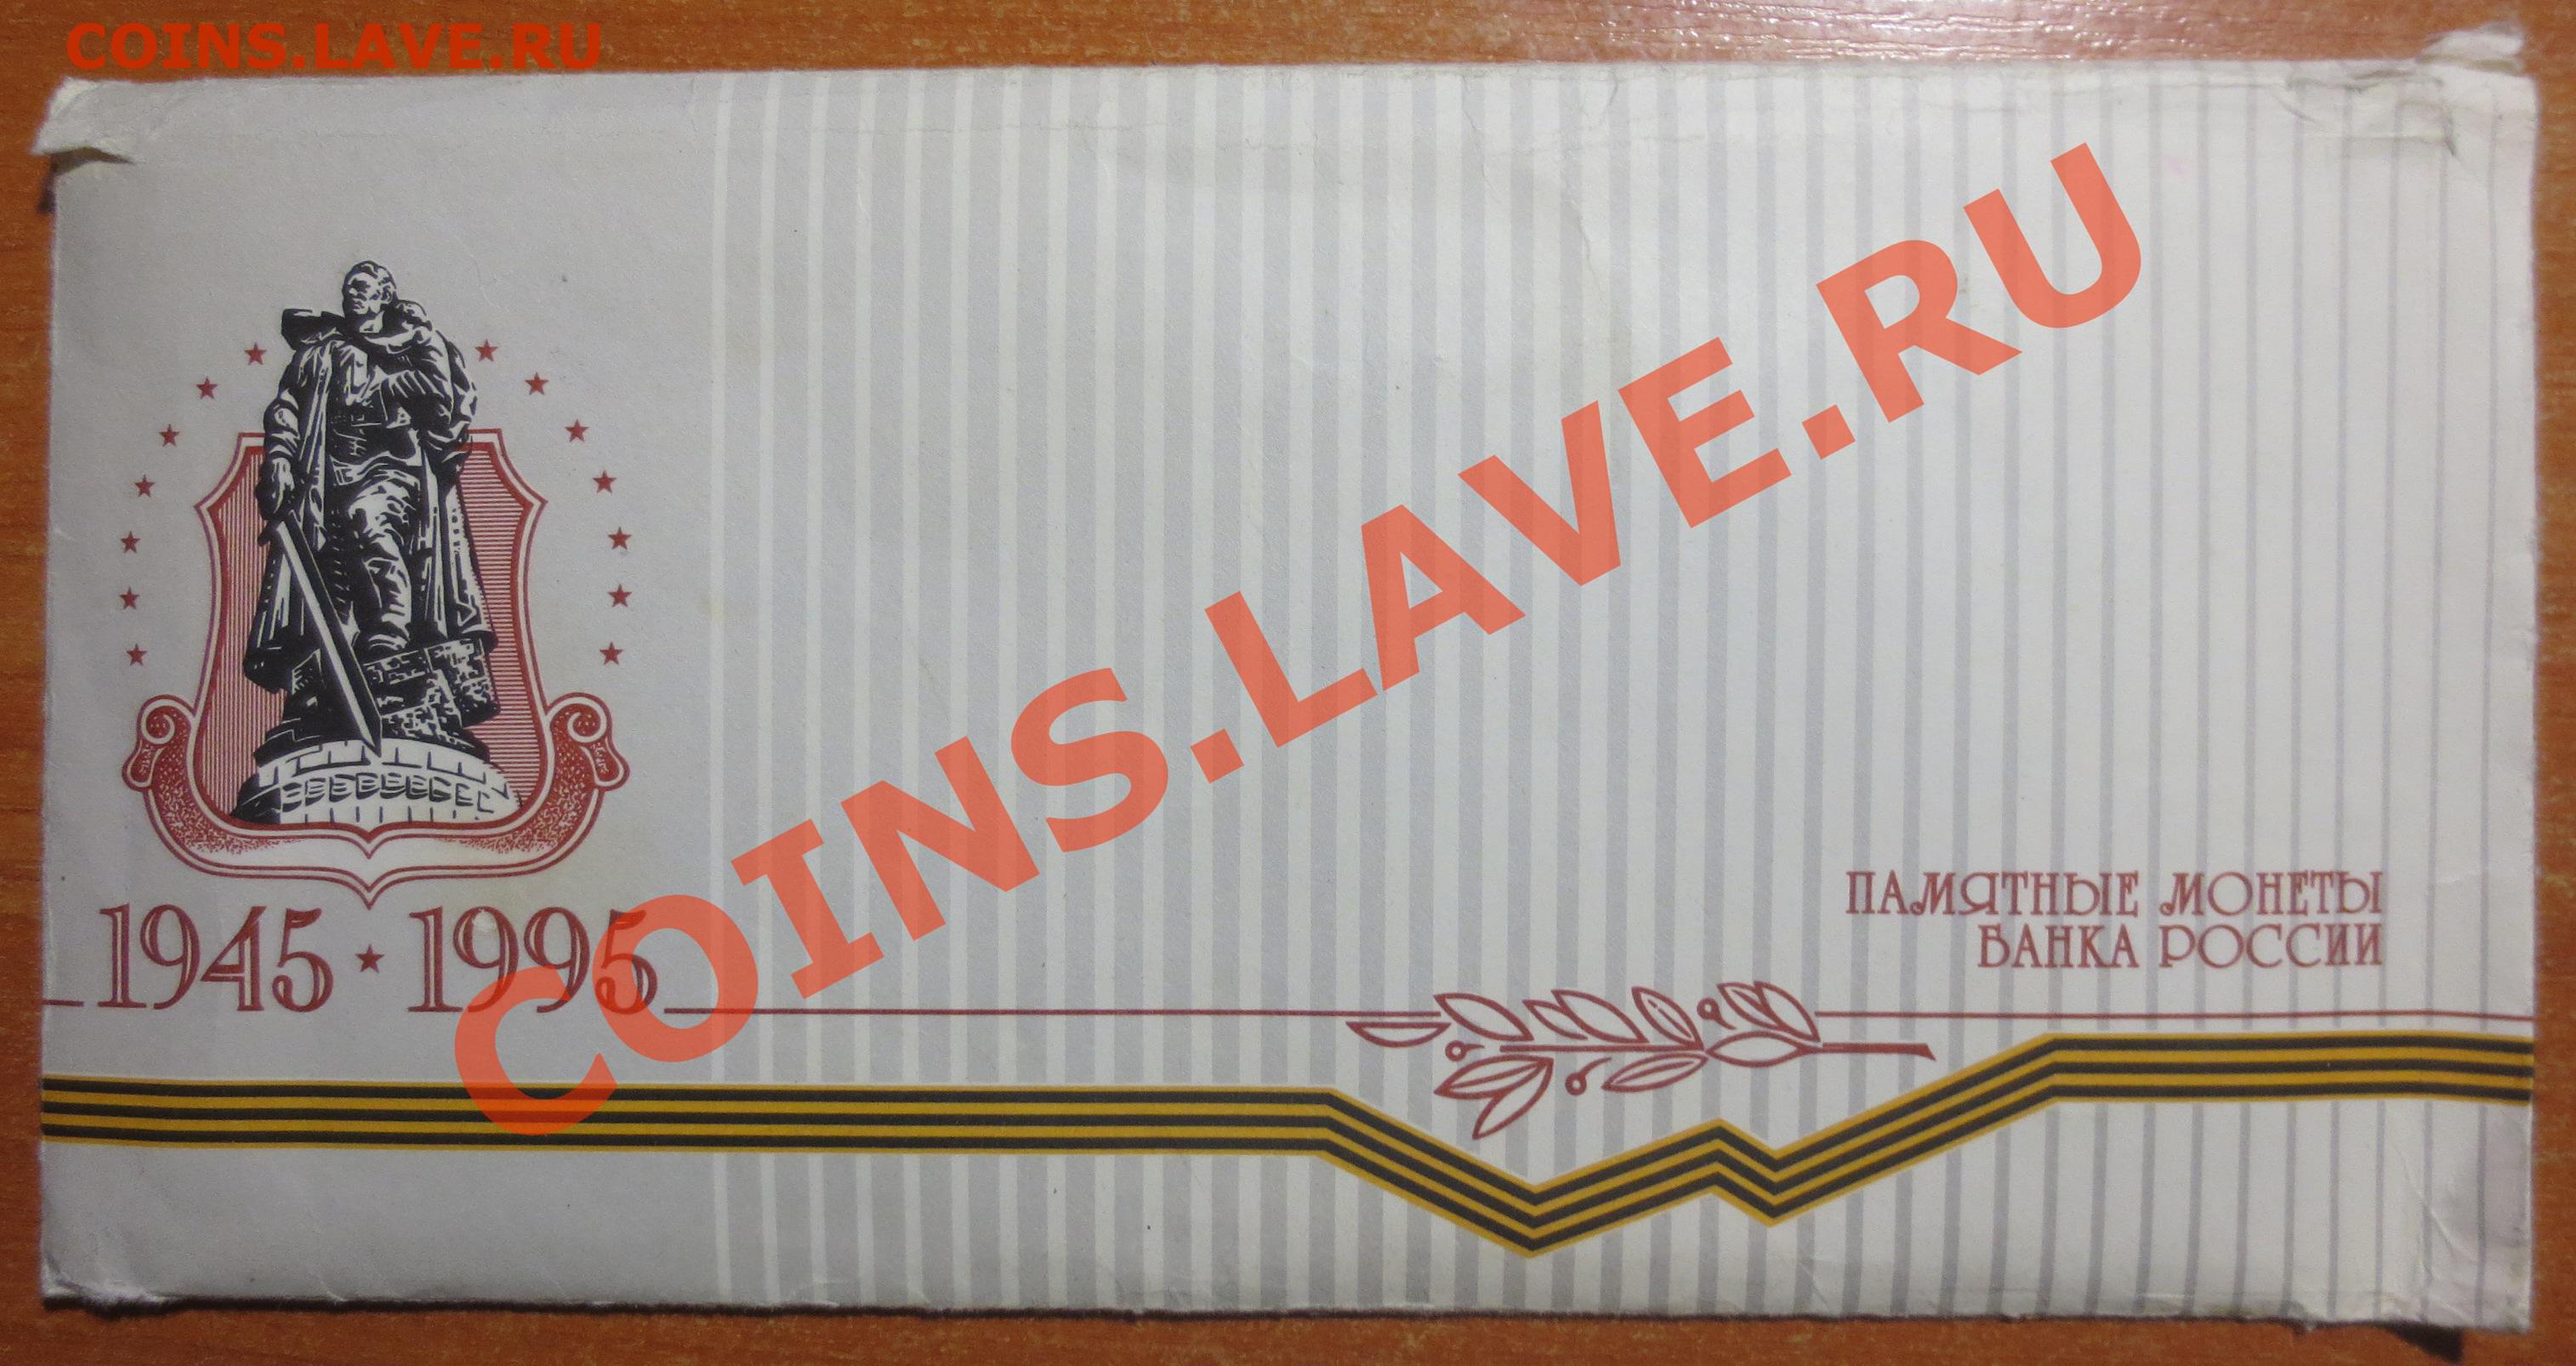 COINS.LAVE.RU
COINS.LAVE.RU
1945 ★ 1995
ПАМЯТНЫЕ МОНЕТЫ
БАНКА РОССИИ